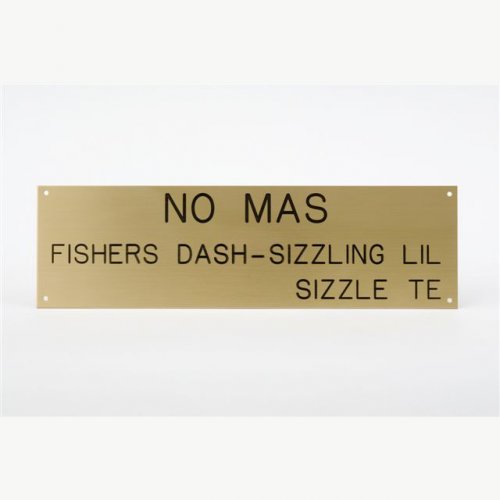 NO MAS
FISHERS DASH-SIZZLING LIL
SIZZLE TE